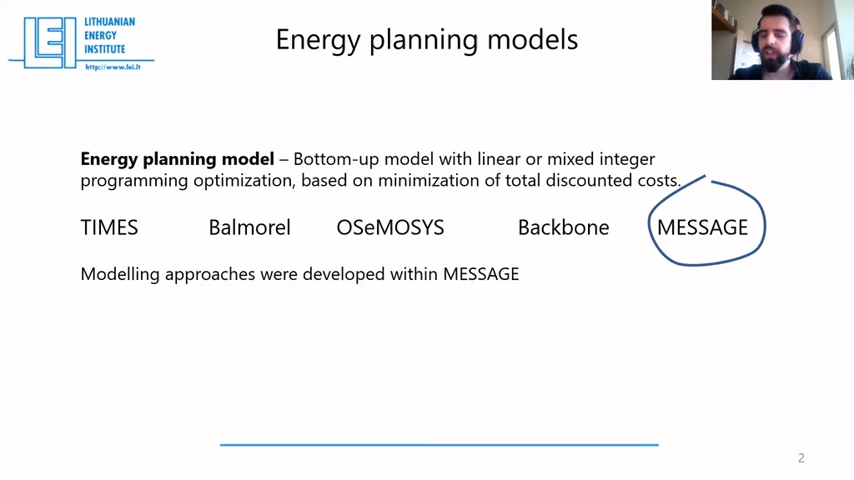 LITHUANIAN
ENERGY
INSTITUTE
LEI
http://www.lei.lt
Energy planning models
Energy planning model – Bottom-up model with linear or mixed integer
programming optimization, based on minimization of total discounted costs.
TIMES Balmorel OSeMOSYS Backbone MESSAGE
Modelling approaches were developed within MESSAGE
2